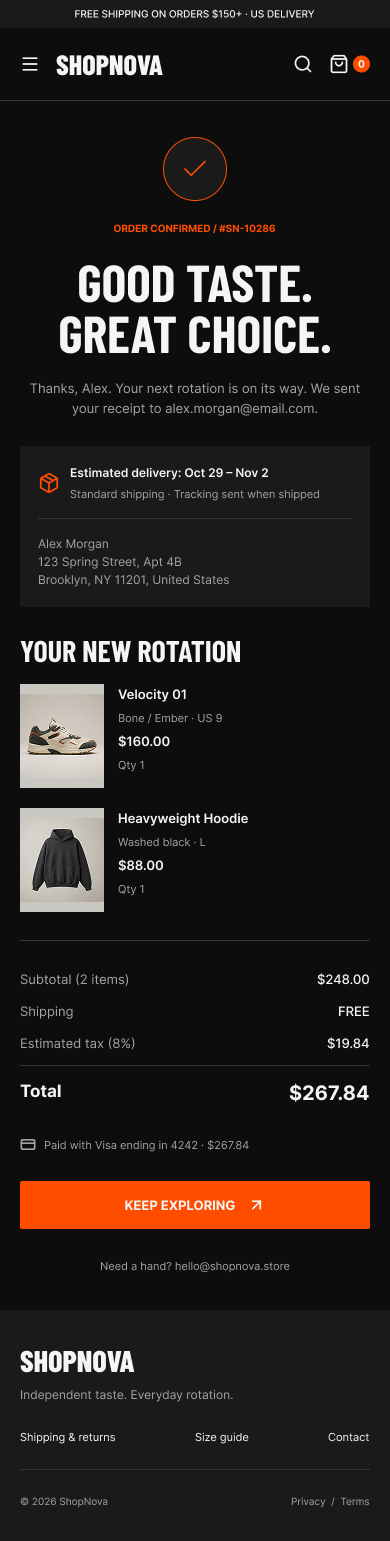 FREE SHIPPING ON ORDERS $150+ · US DELIVERY
SHOPNOVA
0
ORDER CONFIRMED / #SN-10286
GOOD TASTE.
GREAT CHOICE.
Thanks, Alex. Your next rotation is on its way. We sent
your receipt to alex.morgan@email.com.
Estimated delivery: Oct 29 – Nov 2
Standard shipping · Tracking sent when shipped
Alex Morgan
123 Spring Street, Apt 4B
Brooklyn, NY 11201, United States
YOUR NEW ROTATION
Velocity 01
Bone / Ember · US 9
$160.00
Qty 1
Heavyweight Hoodie
Washed black · L
$88.00
Qty 1
Subtotal (2 items) $248.00
Shipping FREE
Estimated tax (8%) $19.84
Total $267.84
Paid with Visa ending in 4242 · $267.84
KEEP EXPLORING
Need a hand? hello@shopnova.store
SHOPNOVA
Independent taste. Everyday rotation.
Shipping & returns Size guide Contact
© 2026 ShopNova Privacy / Terms